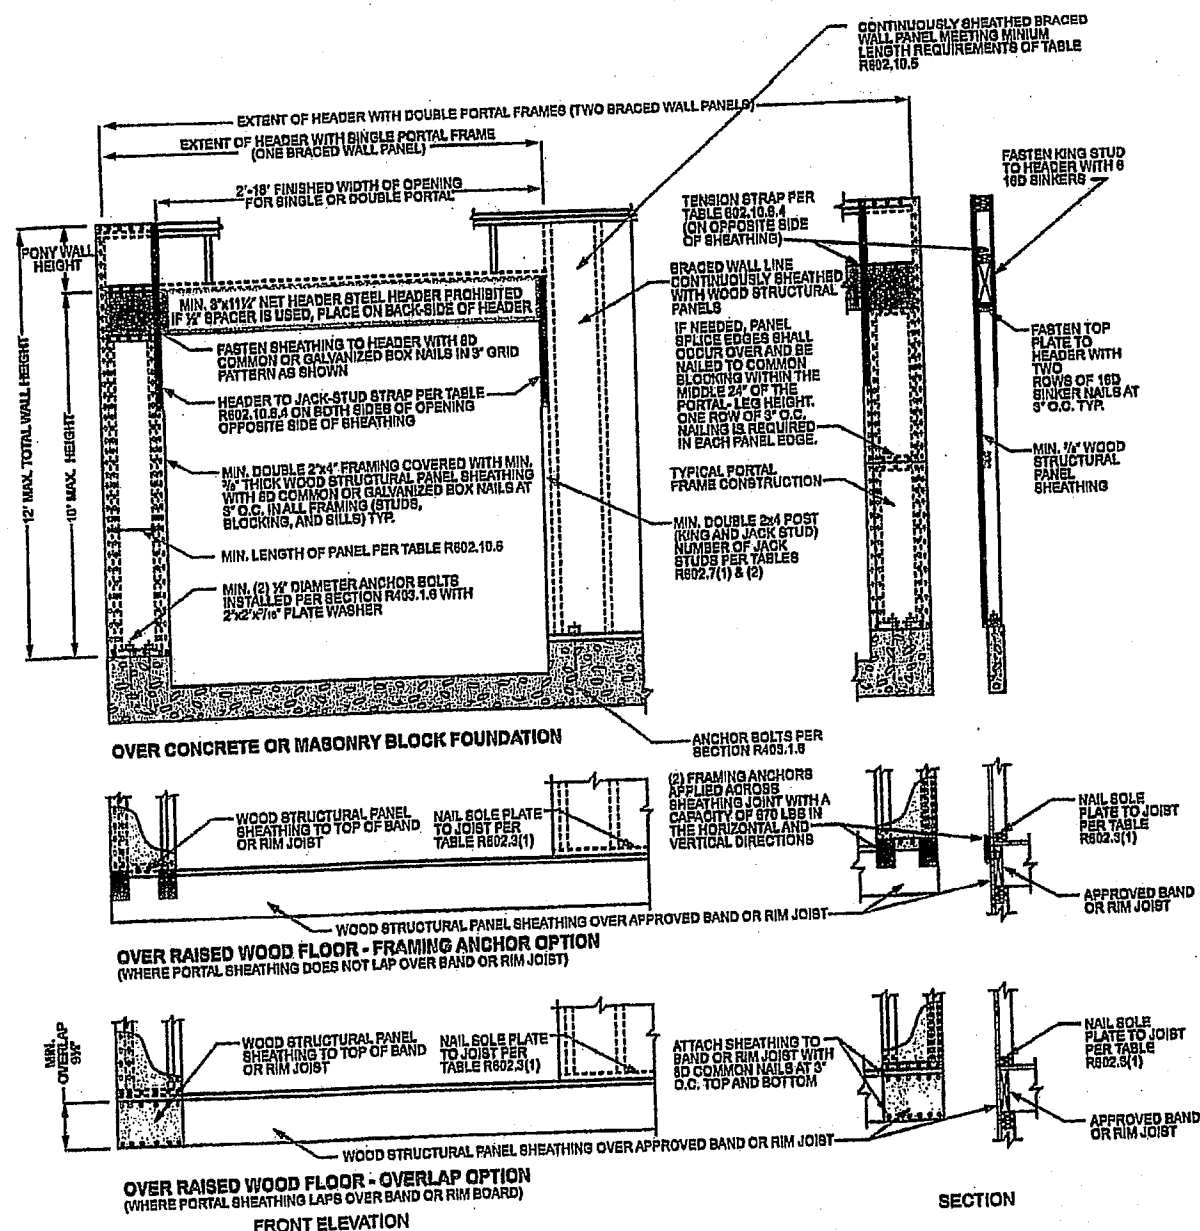 CONTINUOUSLY SHEATHED BRACED
WALL PANEL MEETING MINIUM
LENGTH REQUIREMENTS OF TABLE
R602.10.5
EXTENT OF HEADER WITH DOUBLE PORTAL FRAMES (TWO BRACED WALL PANELS)
EXTENT OF HEADER WITH SINGLE PORTAL FRAME
(ONE BRACED WALL PANEL)
2'-18' FINISHED WIDTH OF OPENING
FOR SINGLE OR DOUBLE PORTAL
FASTEN KING STUD
TO HEADER WITH 6
16D SINKERS
TENSION STRAP PER
TABLE 602.10.6.4
(ON OPPOSITE SIDE
OF SHEATHING)
PONY WALL
HEIGHT
BRACED WALL LINE
CONTINUOUSLY SHEATHED
WITH WOOD STRUCTURAL
PANELS
MIN. 3"x11¼" NET HEADER STEEL HEADER PROHIBITED
IF ½" SPACER IS USED, PLACE ON BACK-SIDE OF HEADER
FASTEN SHEATHING TO HEADER WITH 8D
COMMON OR GALVANIZED BOX NAILS IN 3" GRID
PATTERN AS SHOWN
IF NEEDED, PANEL
SPLICE EDGES SHALL
OCCUR OVER AND BE
NAILED TO COMMON
BLOCKING WITHIN THE
MIDDLE 24" OF THE
PORTAL- LEG HEIGHT.
ONE ROW OF 3" O.C.
NAILING IS REQUIRED
IN EACH PANEL EDGE.
FASTEN TOP
PLATE TO
HEADER WITH
TWO
ROWS OF 16D
SINKER NAILS AT
3" O.C. TYP.
12' MAX. TOTAL WALL HEIGHT
10' MAX. HEIGHT
HEADER TO JACK-STUD STRAP PER TABLE
R602.10.6.4 ON BOTH SIDES OF OPENING
OPPOSITE SIDE OF SHEATHING
MIN. DOUBLE 2"x4" FRAMING COVERED WITH MIN.
⅜" THICK WOOD STRUCTURAL PANEL SHEATHING
WITH 8D COMMON OR GALVANIZED BOX NAILS AT
3" O.C. IN ALL FRAMING (STUDS,
BLOCKING, AND SILLS) TYP.
TYPICAL PORTAL
FRAME CONSTRUCTION
MIN. ⅜" WOOD
STRUCTURAL
PANEL
SHEATHING
MIN. LENGTH OF PANEL PER TABLE R602.10.5
MIN. DOUBLE 2x4 POST
(KING AND JACK STUD)
NUMBER OF JACK
STUDS PER TABLES
R602.7(1) & (2)
MIN. (2) ½" DIAMETER ANCHOR BOLTS
INSTALLED PER SECTION R403.1.6 WITH
2"x2"x³⁄₁₆" PLATE WASHER
OVER CONCRETE OR MASONRY BLOCK FOUNDATION
ANCHOR BOLTS PER
SECTION R403.1.6
WOOD STRUCTURAL PANEL
SHEATHING TO TOP OF BAND
OR RIM JOIST
NAIL SOLE PLATE
TO JOIST PER
TABLE R602.3(1)
(2) FRAMING ANCHORS
APPLIED ACROSS
SHEATHING JOINT WITH A
CAPACITY OF 670 LBS IN
THE HORIZONTAL AND
VERTICAL DIRECTIONS
NAIL SOLE
PLATE TO JOIST
PER TABLE
R602.3(1)
WOOD STRUCTURAL PANEL SHEATHING OVER APPROVED BAND OR RIM JOIST
APPROVED BAND
OR RIM JOIST
OVER RAISED WOOD FLOOR - FRAMING ANCHOR OPTION
(WHERE PORTAL SHEATHING DOES NOT LAP OVER BAND OR RIM JOIST)
MIN.
OVERLAP
9½"
WOOD STRUCTURAL PANEL
SHEATHING TO TOP OF BAND
OR RIM JOIST
NAIL SOLE PLATE
TO JOIST PER
TABLE R602.3(1)
ATTACH SHEATHING TO
BAND OR RIM JOIST WITH
8D COMMON NAILS AT 3"
O.C. TOP AND BOTTOM
NAIL SOLE
PLATE TO JOIST
PER TABLE
R602.3(1)
WOOD STRUCTURAL PANEL SHEATHING OVER APPROVED BAND OR RIM JOIST
APPROVED BAND
OR RIM JOIST
OVER RAISED WOOD FLOOR - OVERLAP OPTION
(WHERE PORTAL SHEATHING LAPS OVER BAND OR RIM BOARD)
FRONT ELEVATION
SECTION